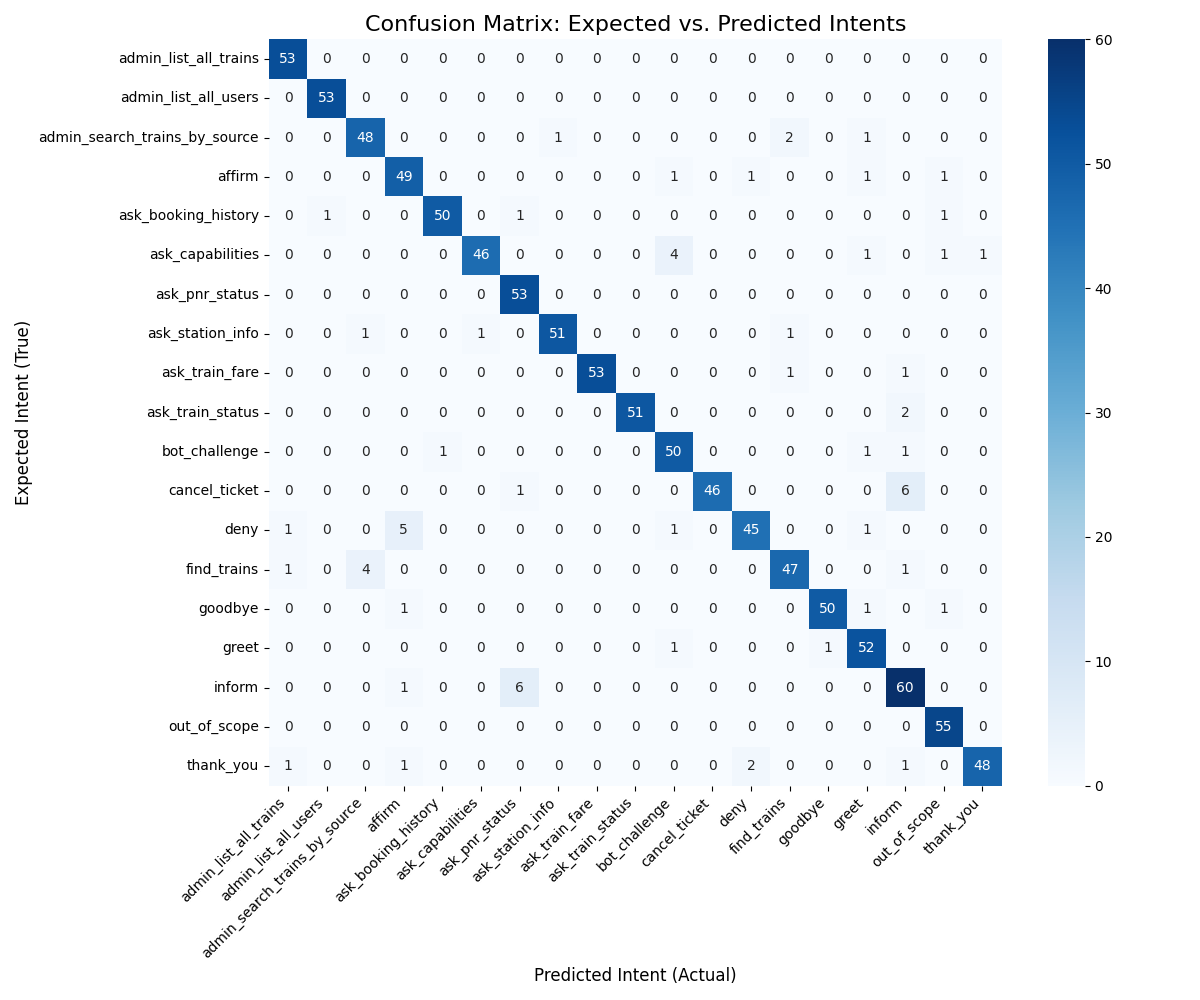 Confusion Matrix: Expected vs. Predicted Intents
Expected Intent (True)
admin_list_all_trains 53 0 0 0 0 0 0 0 0 0 0 0 0 0 0 0 0 0 0
admin_list_all_users 0 53 0 0 0 0 0 0 0 0 0 0 0 0 0 0 0 0 0
admin_search_trains_by_source 0 0 48 0 0 0 0 1 0 0 0 0 0 2 0 1 0 0 0
affirm 0 0 0 49 0 0 0 0 0 0 1 0 1 0 0 1 0 1 0
ask_booking_history 0 1 0 0 50 0 1 0 0 0 0 0 0 0 0 0 0 1 0
ask_capabilities 0 0 0 0 0 46 0 0 0 0 4 0 0 0 0 1 0 1 1
ask_pnr_status 0 0 0 0 0 0 53 0 0 0 0 0 0 0 0 0 0 0 0
ask_station_info 0 0 1 0 0 1 0 51 0 0 0 0 0 1 0 0 0 0 0
ask_train_fare 0 0 0 0 0 0 0 0 53 0 0 0 0 1 0 0 1 0 0
ask_train_status 0 0 0 0 0 0 0 0 0 51 0 0 0 0 0 0 2 0 0
bot_challenge 0 0 0 0 1 0 0 0 0 0 50 0 0 0 0 1 1 0 0
cancel_ticket 0 0 0 0 0 0 1 0 0 0 0 46 0 0 0 0 6 0 0
deny 1 0 0 5 0 0 0 0 0 0 1 0 45 0 0 1 0 0 0
find_trains 1 0 4 0 0 0 0 0 0 0 0 0 0 47 0 0 1 0 0
goodbye 0 0 0 1 0 0 0 0 0 0 0 0 0 0 50 1 0 1 0
greet 0 0 0 0 0 0 0 0 0 0 1 0 0 0 1 52 0 0 0
inform 0 0 0 1 0 0 6 0 0 0 0 0 0 0 0 0 60 0 0
out_of_scope 0 0 0 0 0 0 0 0 0 0 0 0 0 0 0 0 0 55 0
thank_you 1 0 0 1 0 0 0 0 0 0 0 0 2 0 0 0 1 0 48
admin_list_all_trains
admin_list_all_users
admin_search_trains_by_source
affirm
ask_booking_history
ask_capabilities
ask_pnr_status
ask_station_info
ask_train_fare
ask_train_status
bot_challenge
cancel_ticket
deny
find_trains
goodbye
greet
inform
out_of_scope
thank_you
Predicted Intent (Actual)
60
50
40
30
20
10
0